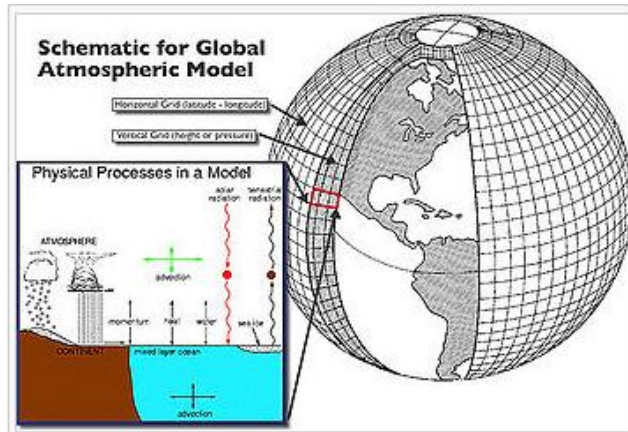 Schematic for Global
Atmospheric Model
Horizontal Grid (latitude - longitude)
Vertical Grid (height or pressure)
Physical Processes in a Model
solar
radiation
terrestrial
radiation
ATMOSPHERE
advection
momentum
heat
water
sea ice
CONTINENT
mixed layer ocean
advection